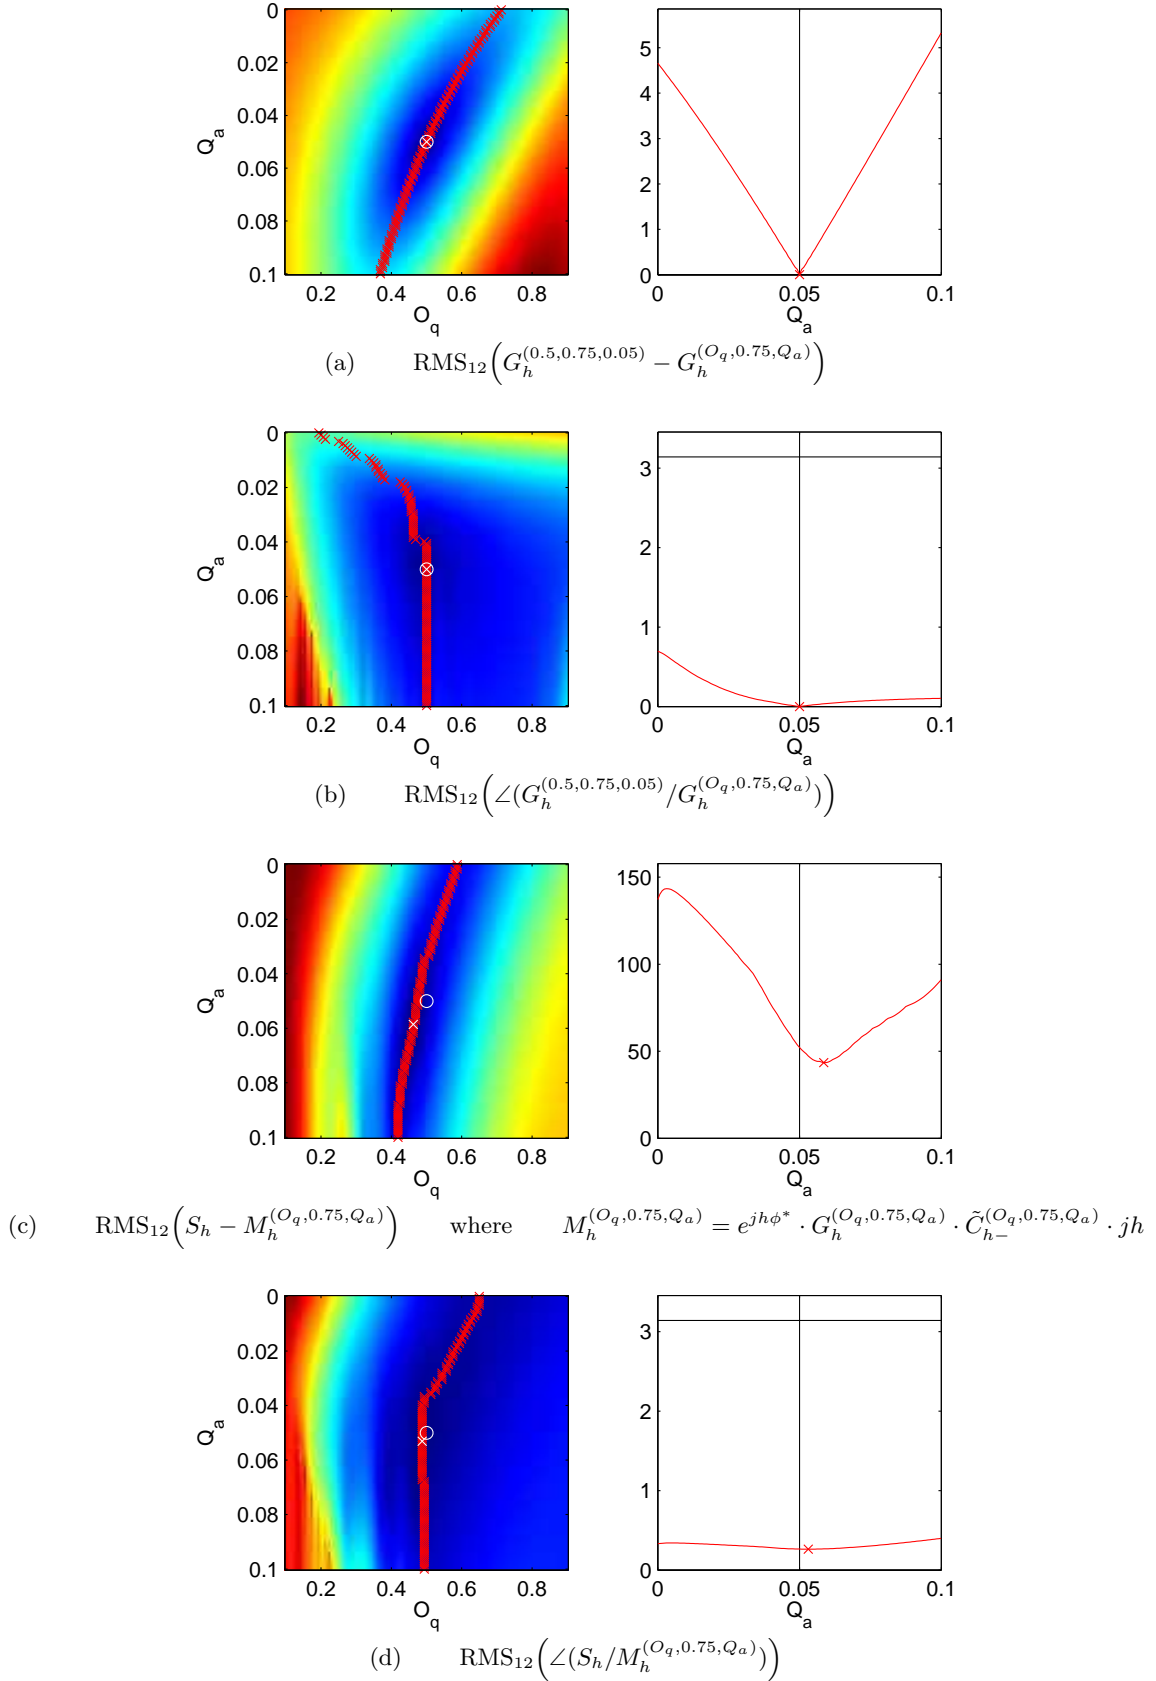 0
0.02
0.04
0.06
0.08
0.1
Q_a
0.2 0.4 0.6 0.8
O_q
5
4
3
2
1
0
0 0.05 0.1
Q_a
(a) RMS_{12}(G_h^{(0.5,0.75,0.05)} − G_h^{(O_q,0.75,Q_a)})
0
0.02
0.04
0.06
0.08
0.1
Q_a
0.2 0.4 0.6 0.8
O_q
3
2
1
0
0 0.05 0.1
Q_a
(b) RMS_{12}(∠(G_h^{(0.5,0.75,0.05)}/G_h^{(O_q,0.75,Q_a)}))
0
0.02
0.04
0.06
0.08
0.1
Q_a
0.2 0.4 0.6 0.8
O_q
150
100
50
0
0 0.05 0.1
Q_a
(c) RMS_{12}(S_h − M_h^{(O_q,0.75,Q_a)}) where M_h^{(O_q,0.75,Q_a)} = e^{jhϕ*} · G_h^{(O_q,0.75,Q_a)} · C̃_{h−}^{(O_q,0.75,Q_a)} · jh
0
0.02
0.04
0.06
0.08
0.1
Q_a
0.2 0.4 0.6 0.8
O_q
3
2
1
0
0 0.05 0.1
Q_a
(d) RMS_{12}(∠(S_h/M_h^{(O_q,0.75,Q_a)}))